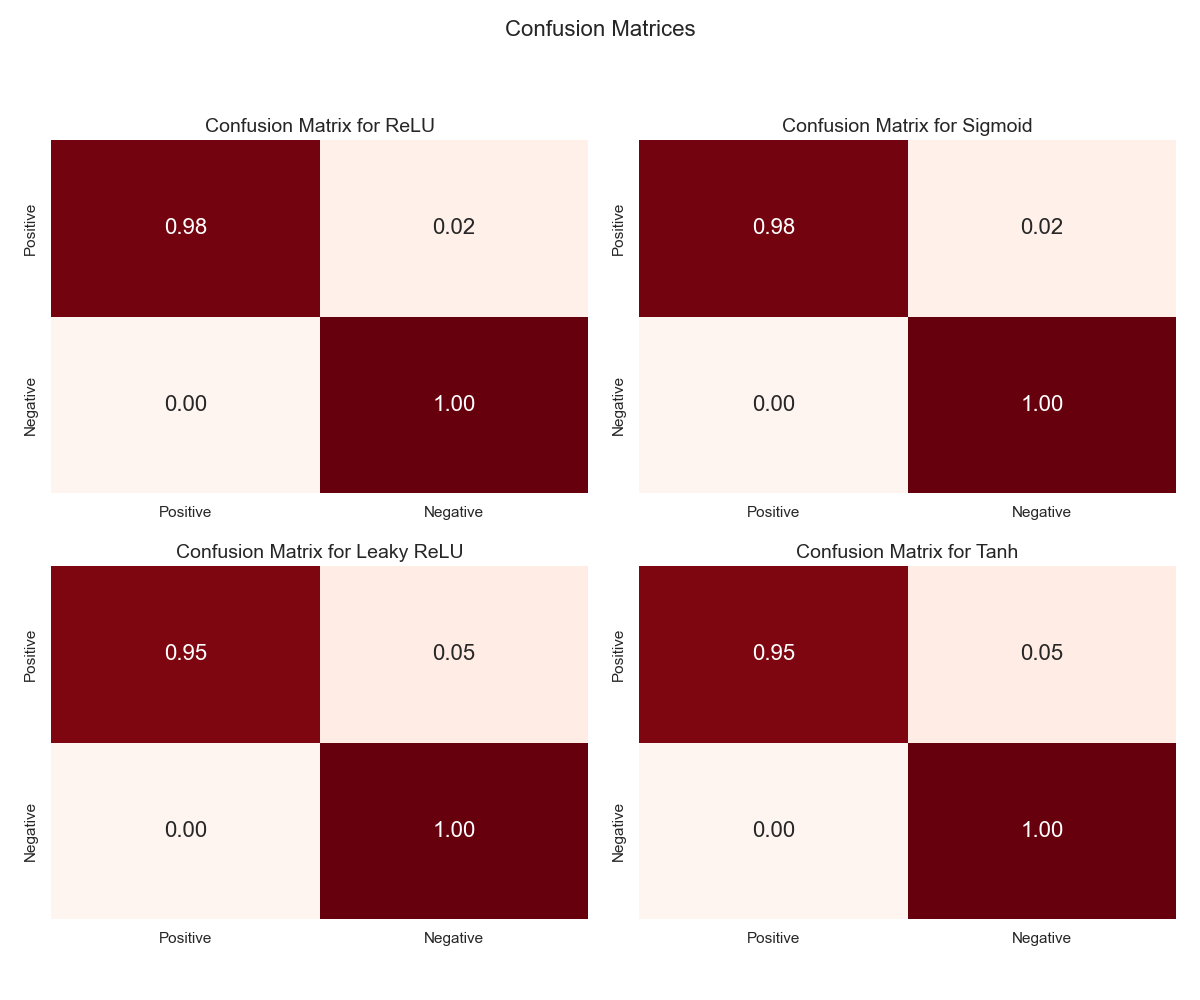 Confusion Matrices
Confusion Matrix for ReLU
Positive
0.98
0.02
Negative
0.00
1.00
Positive
Negative
Confusion Matrix for Sigmoid
Positive
0.98
0.02
Negative
0.00
1.00
Positive
Negative
Confusion Matrix for Leaky ReLU
Positive
0.95
0.05
Negative
0.00
1.00
Positive
Negative
Confusion Matrix for Tanh
Positive
0.95
0.05
Negative
0.00
1.00
Positive
Negative